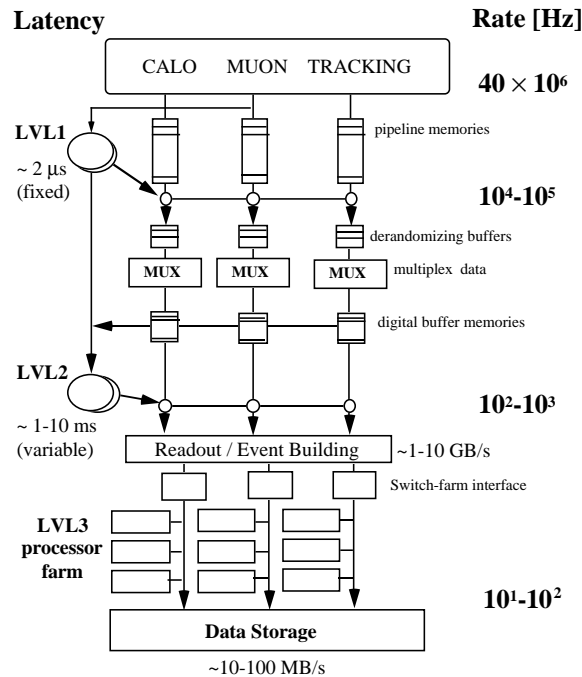 Latency Rate [Hz]
CALO MUON TRACKING
40 × 10⁶
LVL1
pipeline memories
~ 2 μs
(fixed)
10⁴-10⁵
derandomizing buffers
MUX MUX MUX
multiplex data
digital buffer memories
LVL2
10²-10³
~ 1-10 ms
(variable)
Readout / Event Building
~1-10 GB/s
Switch-farm interface
LVL3
processor
farm
10¹-10²
Data Storage
~10-100 MB/s